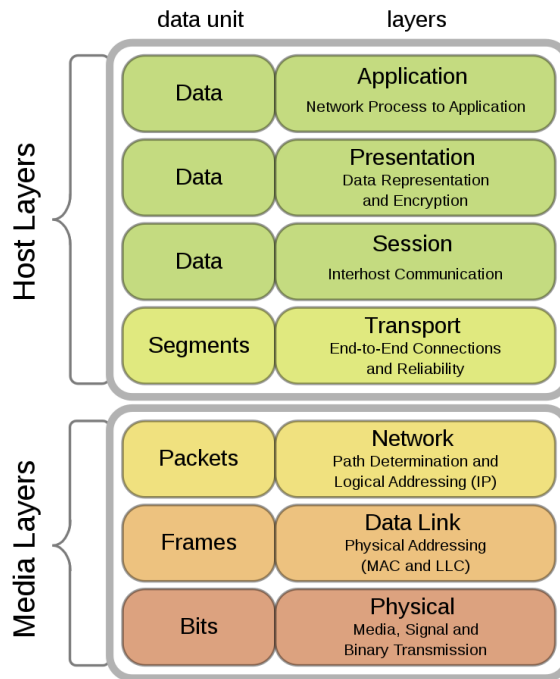 data unit
layers
Host Layers
Data
Application
Network Process to Application
Data
Presentation
Data Representation
and Encryption
Data
Session
Interhost Communication
Segments
Transport
End-to-End Connections
and Reliability
Media Layers
Packets
Network
Path Determination and
Logical Addressing (IP)
Frames
Data Link
Physical Addressing
(MAC and LLC)
Bits
Physical
Media, Signal and
Binary Transmission